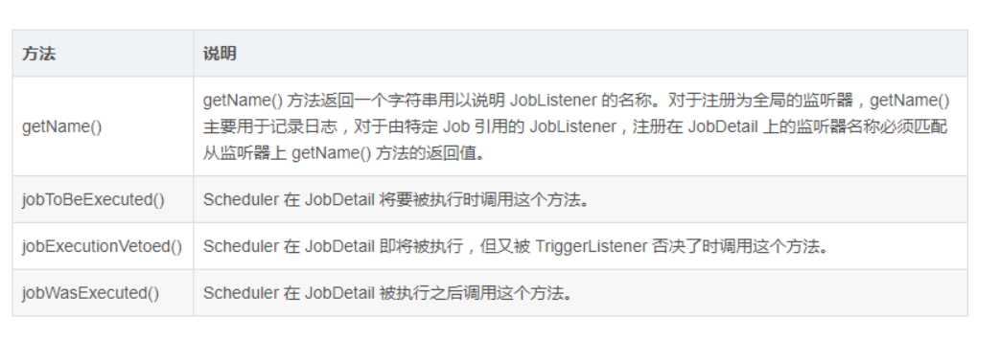 方法
说明
getName()
getName() 方法返回一个字符串用以说明 JobListener 的名称。对于注册为全局的监听器，getName()
主要用于记录日志，对于由特定 Job 引用的 JobListener，注册在 JobDetail 上的监听器名称必须匹配
从监听器上 getName() 方法的返回值。
jobToBeExecuted()
Scheduler 在 JobDetail 将要被执行时调用这个方法。
jobExecutionVetoed()
Scheduler 在 JobDetail 即将被执行，但又被 TriggerListener 否决了时调用这个方法。
jobWasExecuted()
Scheduler 在 JobDetail 被执行之后调用这个方法。